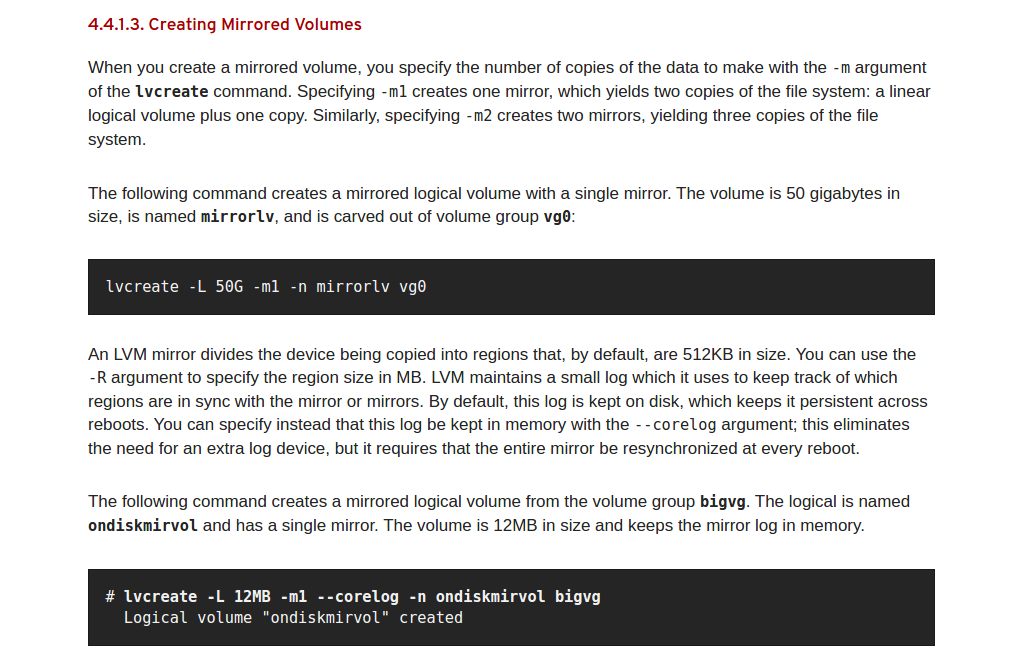 4.4.1.3. Creating Mirrored Volumes
When you create a mirrored volume, you specify the number of copies of the data to make with the -m argument
of the lvcreate command. Specifying -m1 creates one mirror, which yields two copies of the file system: a linear
logical volume plus one copy. Similarly, specifying -m2 creates two mirrors, yielding three copies of the file
system.
The following command creates a mirrored logical volume with a single mirror. The volume is 50 gigabytes in
size, is named mirrorlv, and is carved out of volume group vg0:
lvcreate -L 50G -m1 -n mirrorlv vg0
An LVM mirror divides the device being copied into regions that, by default, are 512KB in size. You can use the
-R argument to specify the region size in MB. LVM maintains a small log which it uses to keep track of which
regions are in sync with the mirror or mirrors. By default, this log is kept on disk, which keeps it persistent across
reboots. You can specify instead that this log be kept in memory with the --corelog argument; this eliminates
the need for an extra log device, but it requires that the entire mirror be resynchronized at every reboot.
The following command creates a mirrored logical volume from the volume group bigvg. The logical is named
ondiskmirvol and has a single mirror. The volume is 12MB in size and keeps the mirror log in memory.
# lvcreate -L 12MB -m1 --corelog -n ondiskmirvol bigvg
Logical volume "ondiskmirvol" created